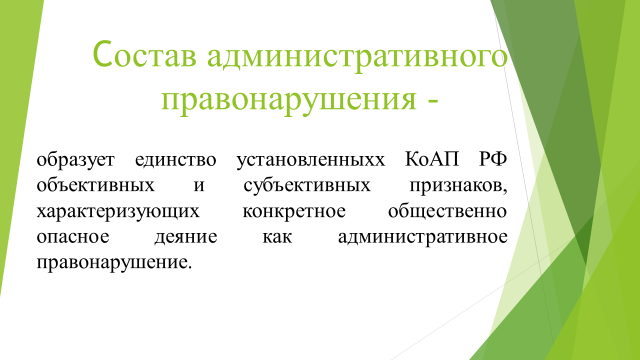 Состав административного
правонарушения -
образует единство установленныхх КоАП РФ
объективных и субъективных признаков,
характеризующих конкретное общественно
опасное деяние как административное
правонарушение.